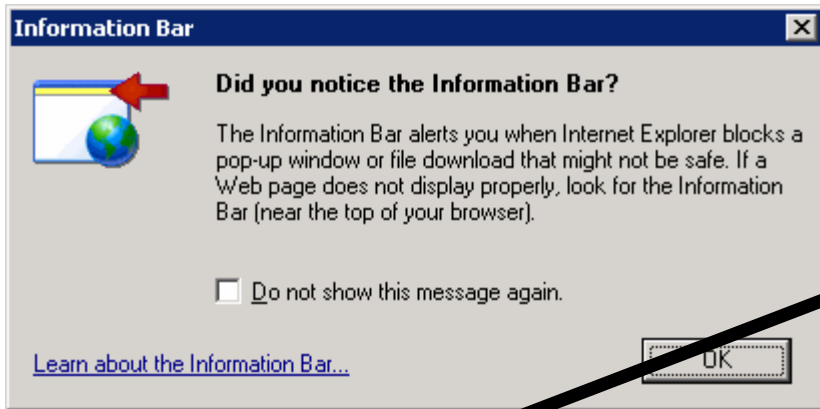 Information Bar
Did you notice the Information Bar?
The Information Bar alerts you when Internet Explorer blocks a
pop-up window or file download that might not be safe. If a
Web page does not display properly, look for the Information
Bar (near the top of your browser).
Do not show this message again.
OK
Learn about the Information Bar...